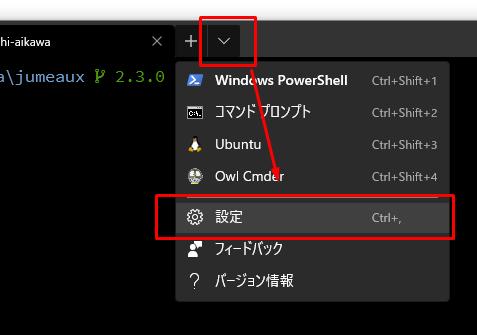 hi-aikawa
a\jumeaux 2.3.0
Windows PowerShell Ctrl+Shift+1
コマンド プロンプト Ctrl+Shift+2
Ubuntu Ctrl+Shift+3
Owl Cmder Ctrl+Shift+4
設定 Ctrl+,
フィードバック
バージョン情報